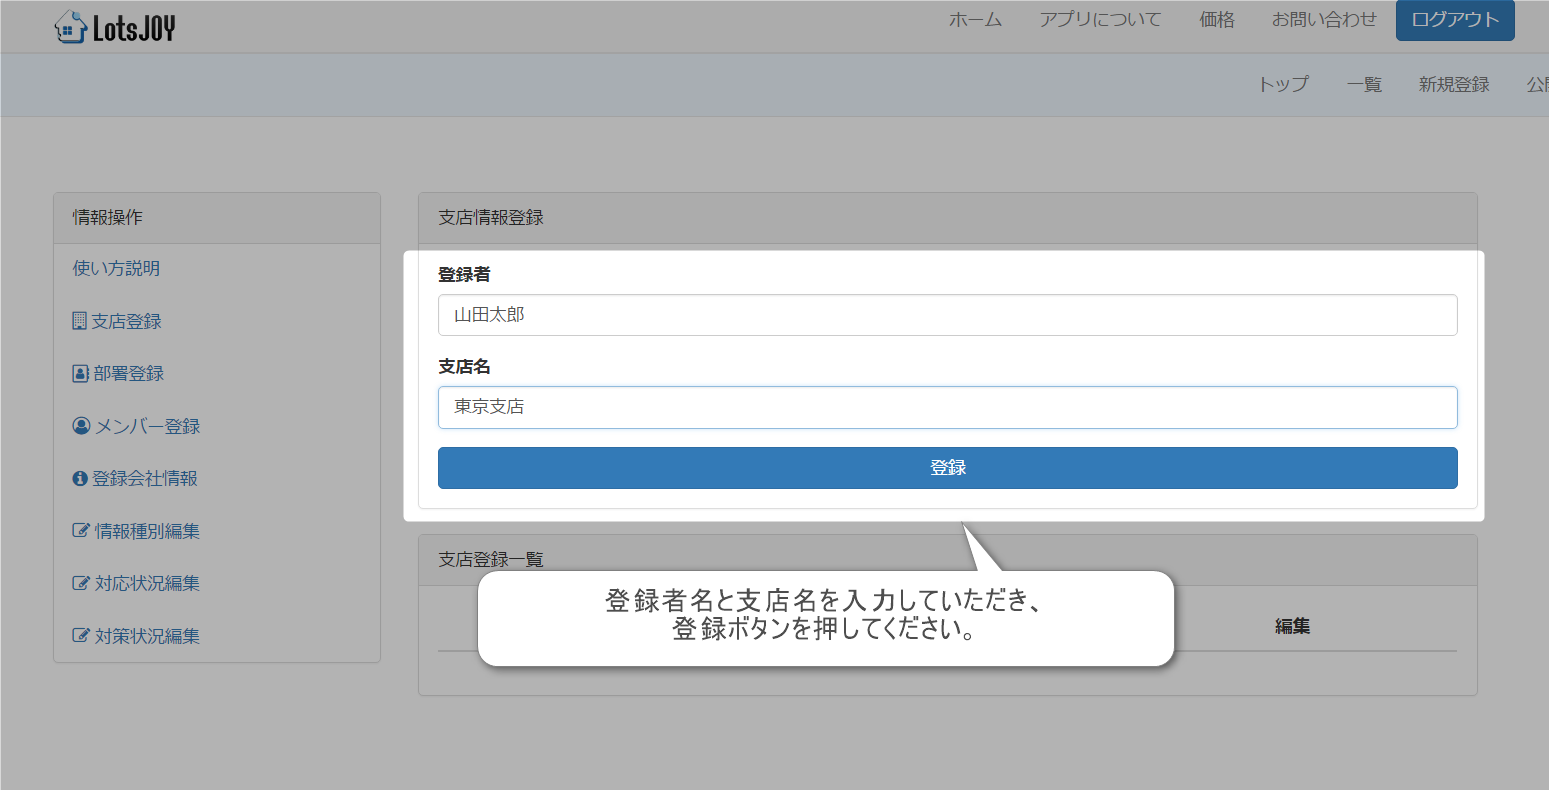 LotsJOY
ホーム アプリについて 価格 お問い合わせ ログアウト
トップ 一覧 新規登録
情報操作
使い方説明
支店登録
部署登録
メンバー登録
登録会社情報
情報種別編集
対応状況編集
対策状況編集
支店情報登録
登録者
山田太郎
支店名
東京支店
登録
支店登録一覧
登録者名と支店名を入力していただき、
登録ボタンを押してください。
編集